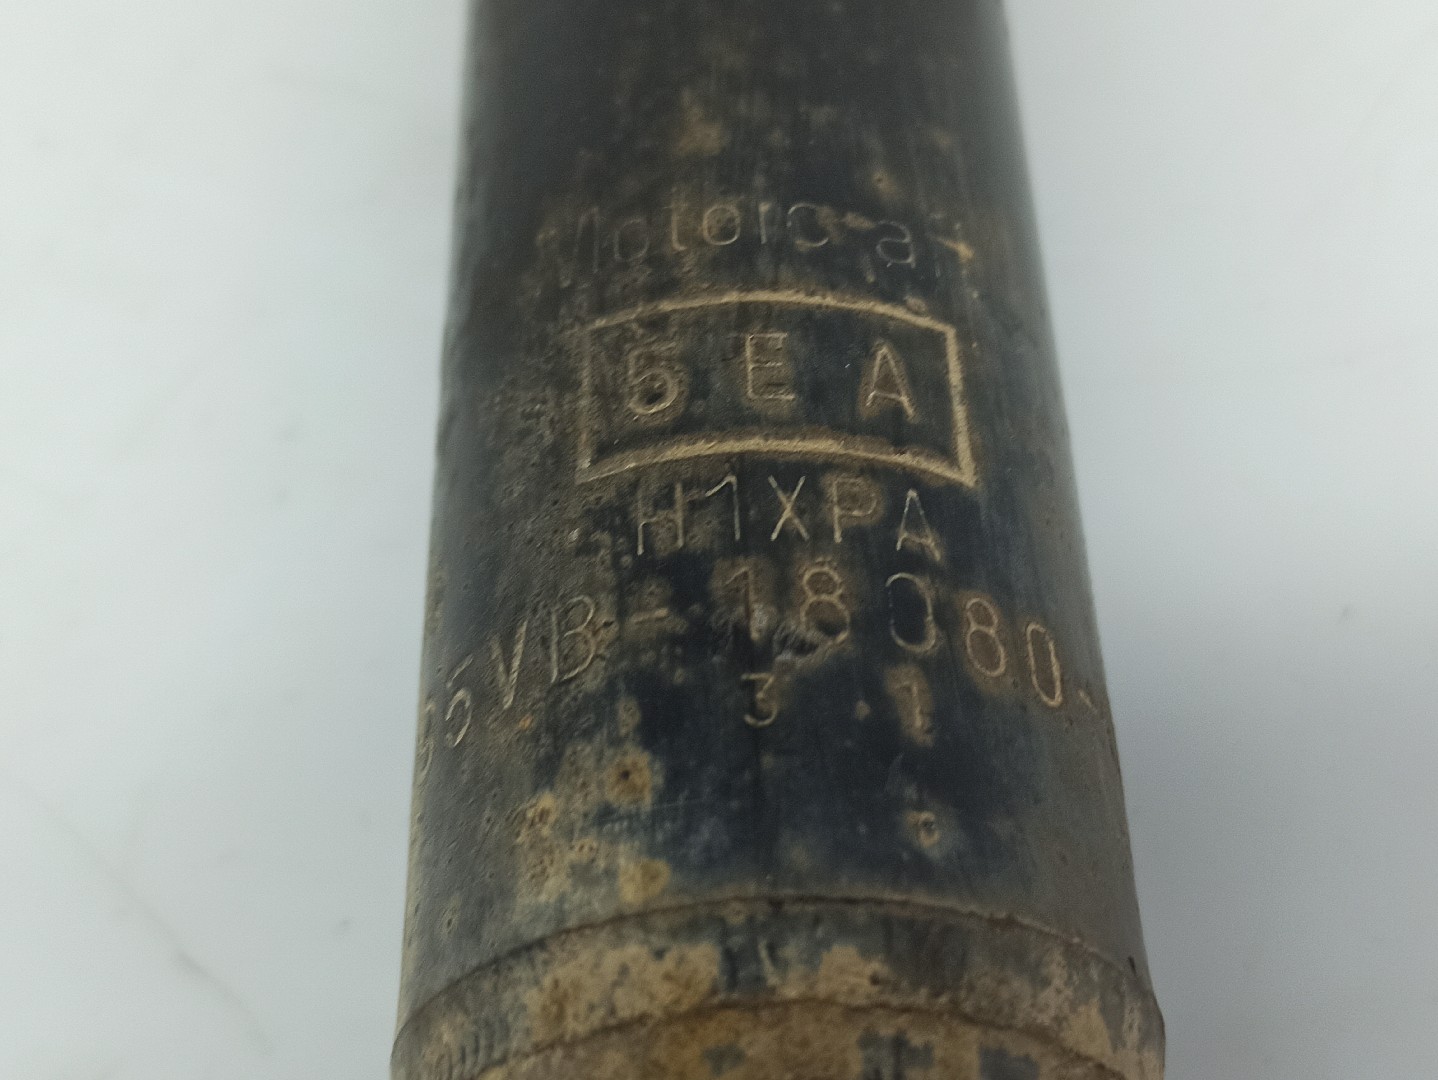 Motorcraft
5EA
H1XPA
95VB-18080-
3 1